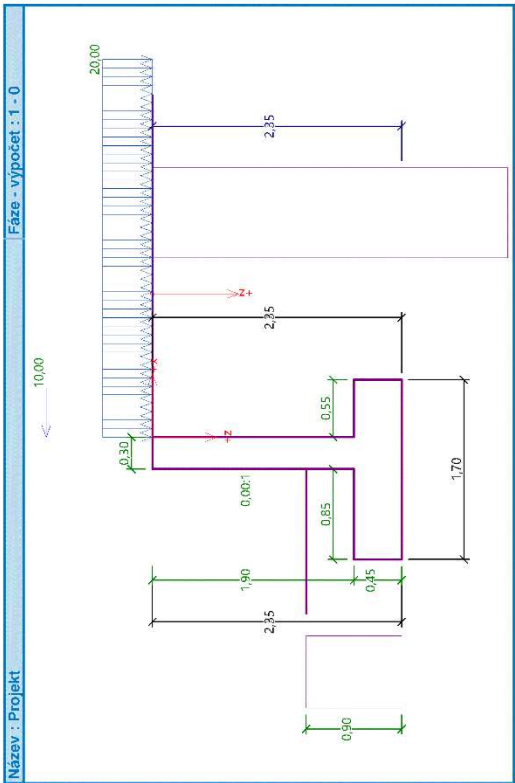 Název : Projekt
Fáze - výpočet : 1 - 0
10,00
20,00
0,30
+x
+z
+z
0,00:1
0,85
0,55
1,90
0,45
2,35
2,35
2,35
0,90
1,70